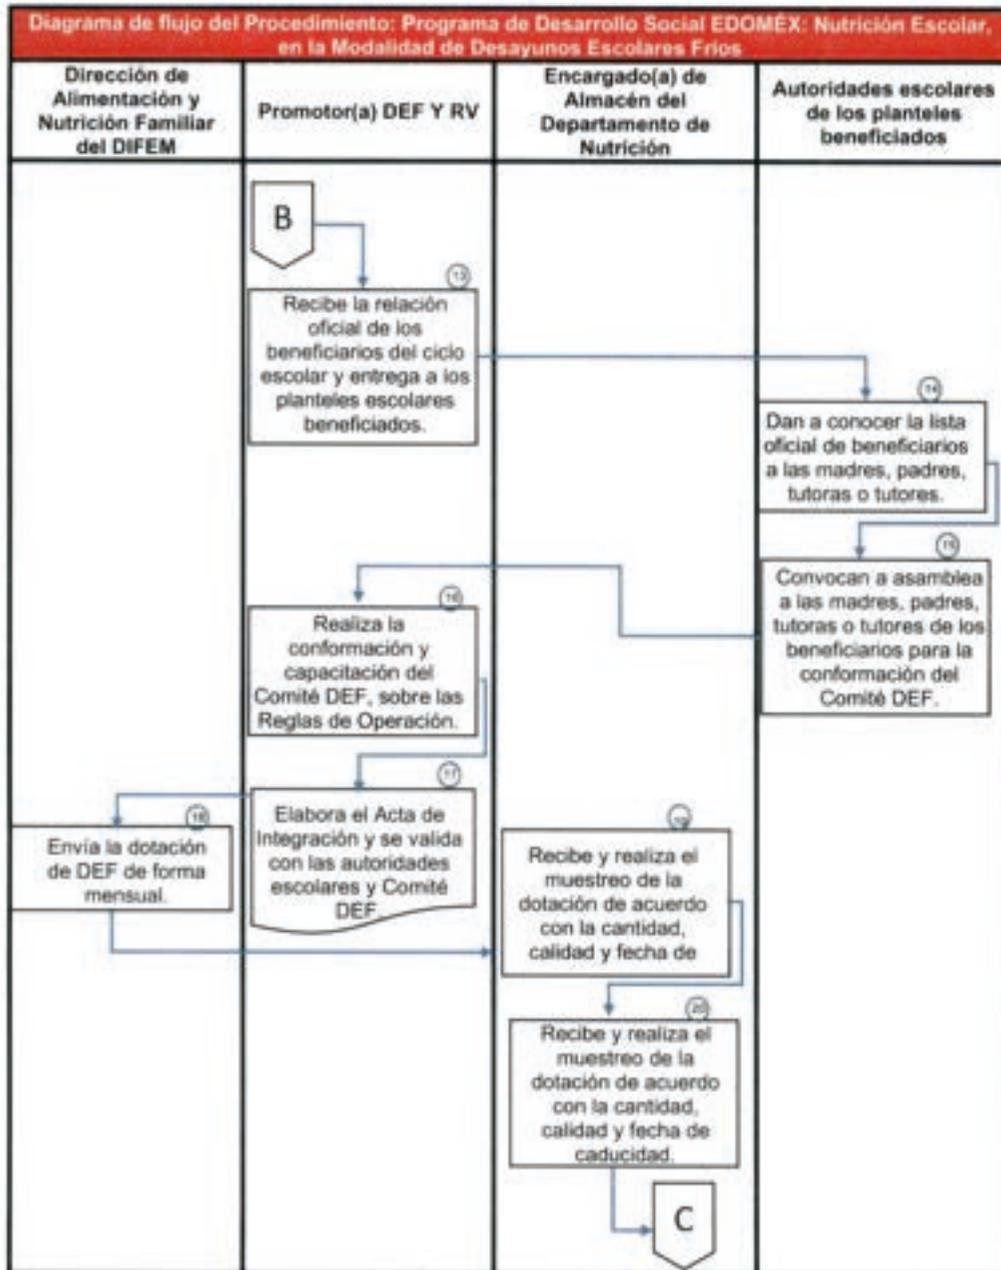 Diagrama de flujo del Procedimiento: Programa de Desarrollo Social EDOMÉX: Nutrición Escolar,
en la Modalidad de Desayunos Escolares Fríos
Dirección de
Alimentación y
Nutrición Familiar
del DIFEM
Promotor(a) DEF Y RV
Encargado(a) de
Almacén del
Departamento de
Nutrición
Autoridades escolares
de los planteles
beneficiados
B
13
Recibe la relación
oficial de los
beneficiarios del ciclo
escolar y entrega a los
planteles escolares
beneficiados.
14
Dan a conocer la lista
oficial de beneficiarios
a las madres, padres,
tutoras o tutores.
15
Convocan a asamblea
a las madres, padres,
tutoras o tutores de los
beneficiarios para la
conformación del
Comité DEF.
16
Realiza la
conformación y
capacitación del
Comité DEF, sobre las
Reglas de Operación.
17
Elabora el Acta de
Integración y se valida
con las autoridades
escolares y Comité
DEF.
18
Envía la dotación
de DEF de forma
mensual.
19
Recibe y realiza el
muestreo de la
dotación de acuerdo
con la cantidad,
calidad y fecha de
20
Recibe y realiza el
muestreo de la
dotación de acuerdo
con la cantidad,
calidad y fecha de
caducidad.
C